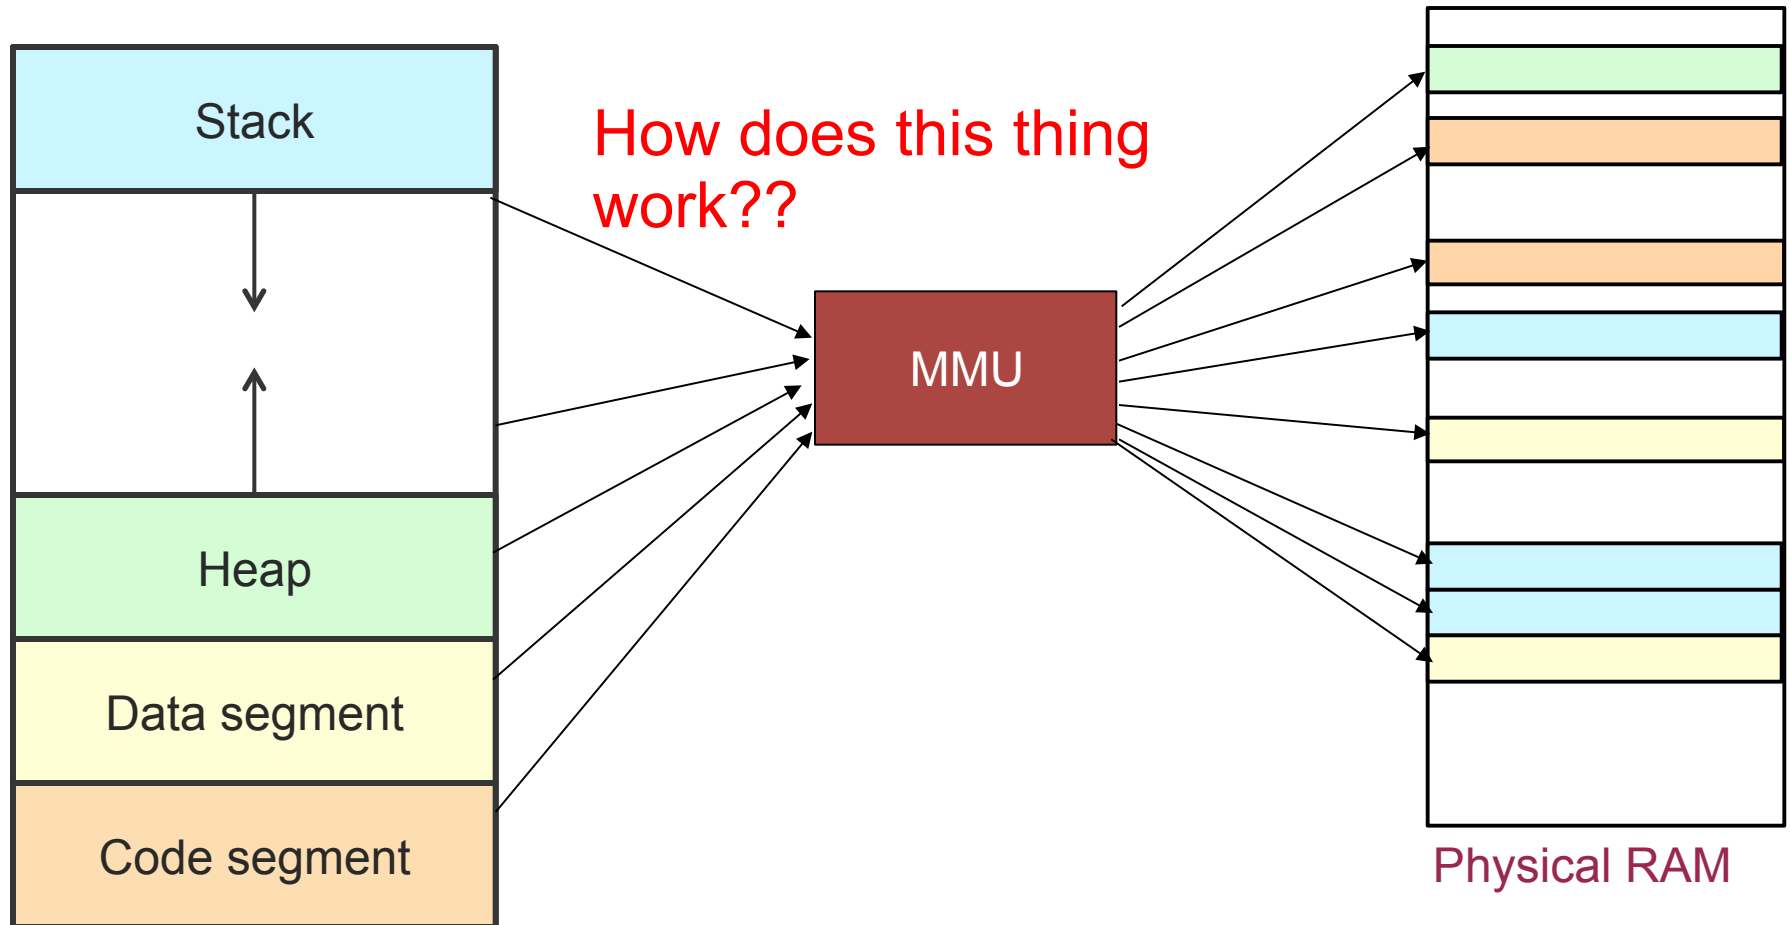 Stack
How does this thing
work??
MMU
Heap
Data segment
Code segment
Physical RAM